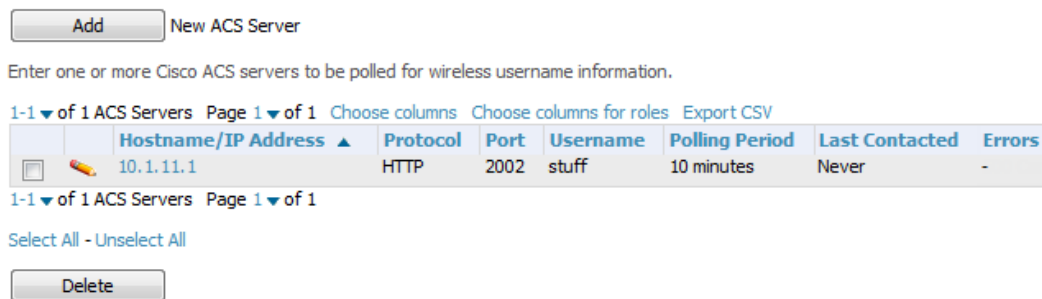 Add New ACS Server
Enter one or more Cisco ACS servers to be polled for wireless username information.
1-1 of 1 ACS Servers Page 1 of 1 Choose columns Choose columns for roles Export CSV
Hostname/IP Address Protocol Port Username Polling Period Last Contacted Errors
10.1.11.1 HTTP 2002 stuff 10 minutes Never -
1-1 of 1 ACS Servers Page 1 of 1
Select All - Unselect All
Delete